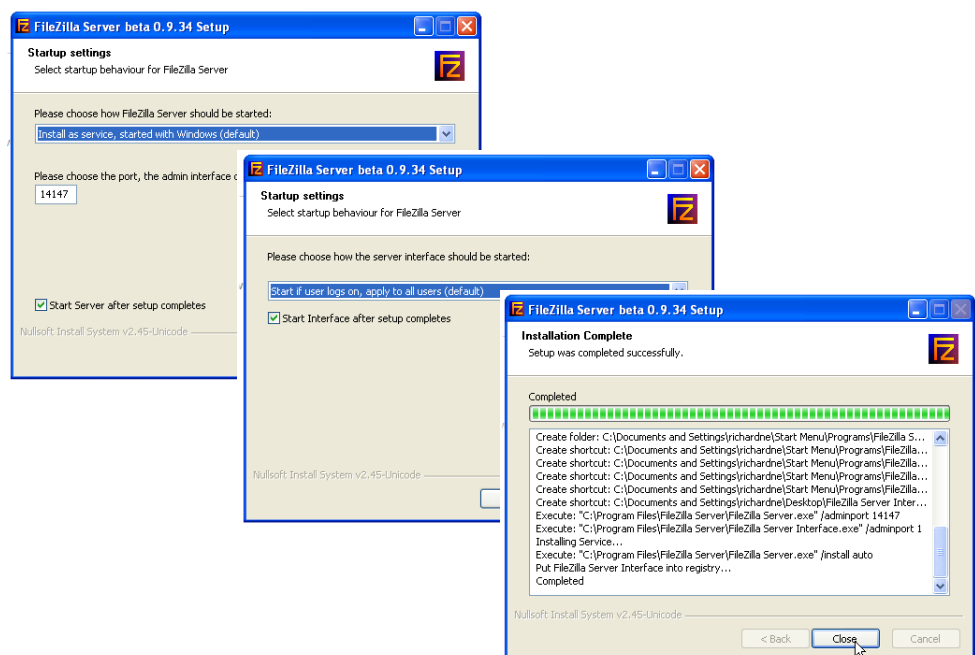 FileZilla Server beta 0.9.34 Setup
Startup settings
Select startup behaviour for FileZilla Server
Please choose how FileZilla Server should be started:
Install as service, started with Windows (default)
Please choose the port, the admin interface
14147
Start Server after setup completes
Nullsoft Install System v2.45-Unicode
FileZilla Server beta 0.9.34 Setup
Startup settings
Select startup behaviour for FileZilla Server
Please choose how the server interface should be started:
Start if user logs on, apply to all users (default)
Start Interface after setup completes
Nullsoft Install System v2.45-Unicode
FileZilla Server beta 0.9.34 Setup
Installation Complete
Setup was completed successfully.
Completed
Create folder: C:\Documents and Settings\richardne\Start Menu\Programs\FileZilla S...
Create shortcut: C:\Documents and Settings\richardne\Start Menu\Programs\FileZilla...
Create shortcut: C:\Documents and Settings\richardne\Start Menu\Programs\FileZilla...
Create shortcut: C:\Documents and Settings\richardne\Start Menu\Programs\FileZilla...
Create shortcut: C:\Documents and Settings\richardne\Start Menu\Programs\FileZilla...
Create shortcut: C:\Documents and Settings\richardne\Desktop\FileZilla Server Inter...
Execute: "C:\Program Files\FileZilla Server\FileZilla Server.exe" /adminport 14147
Execute: "C:\Program Files\FileZilla Server\FileZilla Server Interface.exe" /adminport 1
Installing Service...
Execute: "C:\Program Files\FileZilla Server\FileZilla Server.exe" /install auto
Put FileZilla Server Interface into registry...
Completed
Nullsoft Install System v2.45-Unicode
< Back
Close
Cancel